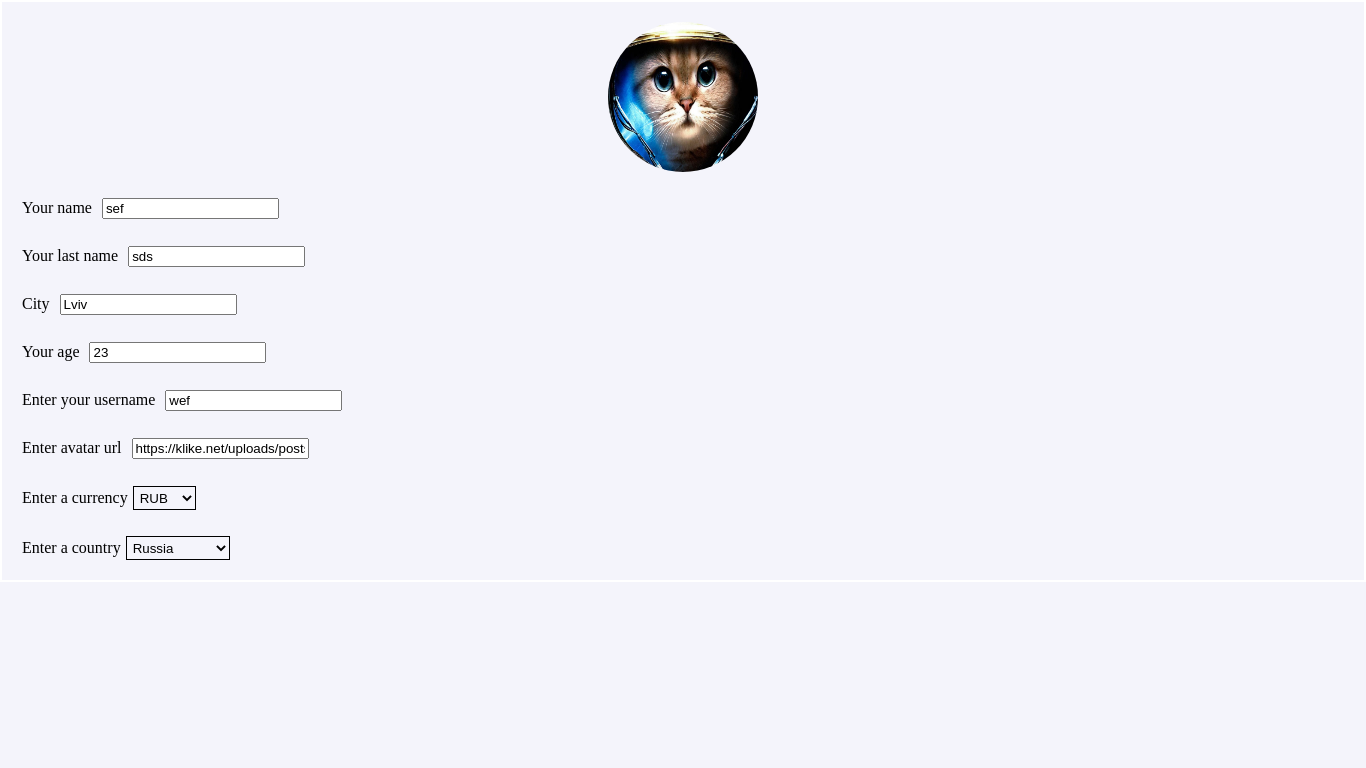 Your name sef
Your last name sds
City Lviv
Your age 23
Enter your username wef
Enter avatar url https://klike.net/uploads/post
Enter a currency RUB
Enter a country Russia